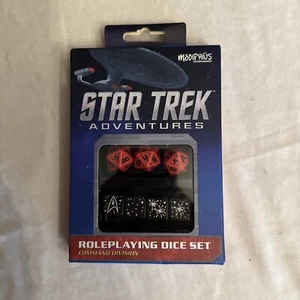 MODIPHIUS
STAR TREK
ADVENTURES
ROLEPLAYING DICE SET
COMMAND DIVISION